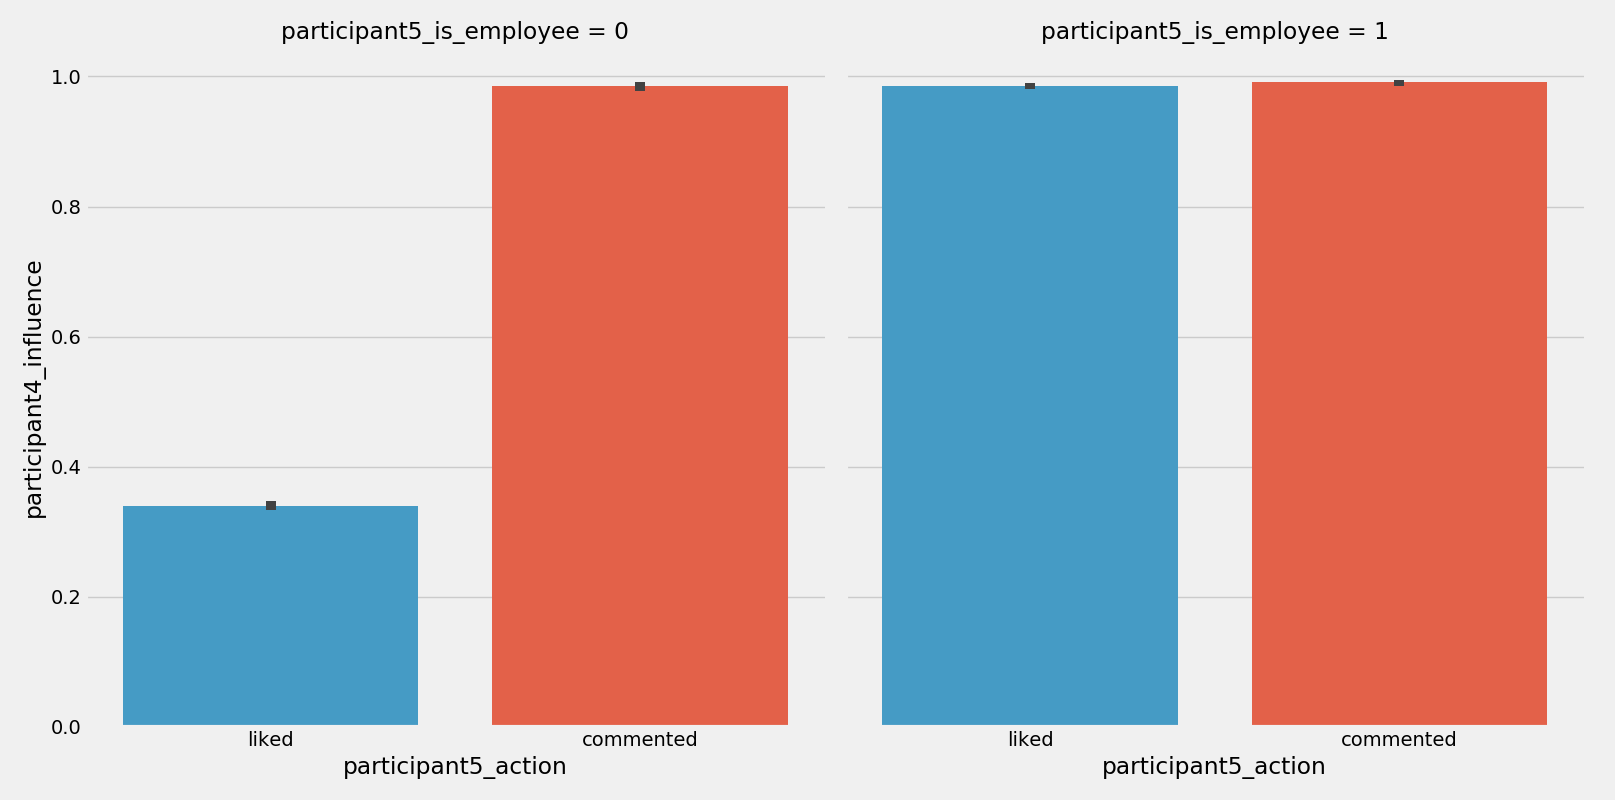 participant5_is_employee = 0
participant5_is_employee = 1
participant4_influence
1.0
0.8
0.6
0.4
0.2
0.0
liked
commented
liked
commented
participant5_action
participant5_action